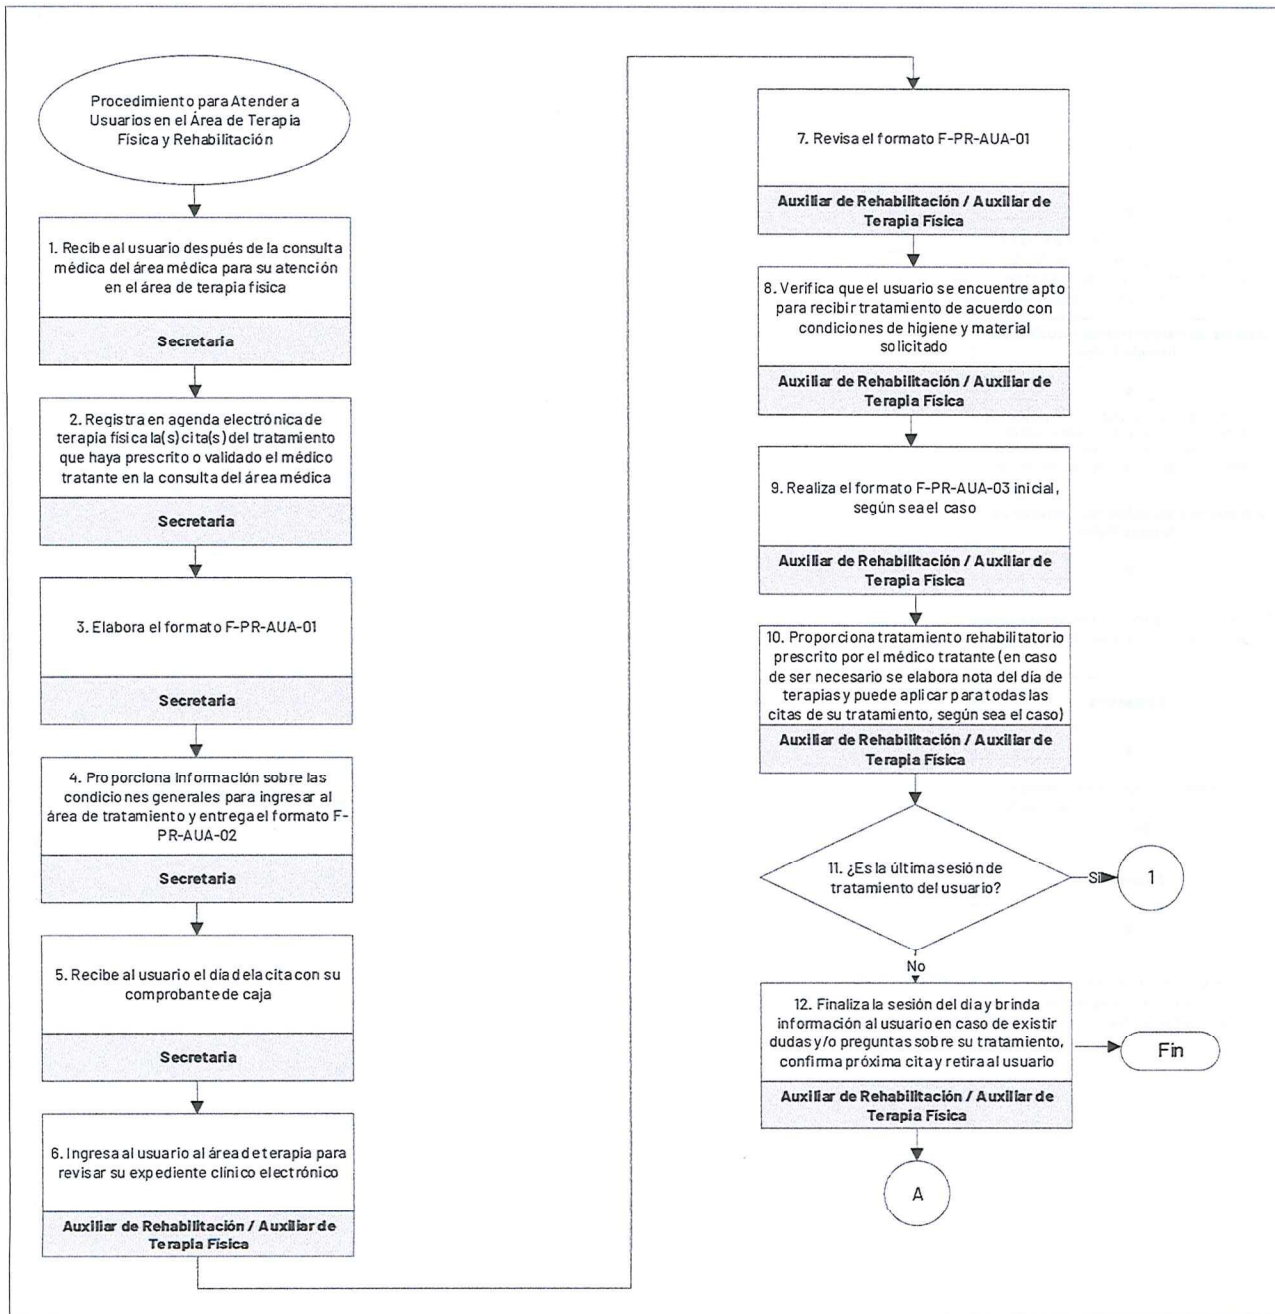 Procedimiento para Atender a
Usuarios en el Área de Terapia
Física y Rehabilitación
1. Recibe al usuario después de la consulta
médica del área médica para su atención
en el área de terapia física
Secretaria
2. Registra en agenda electrónica de
terapia física la(s) cita(s) del tratamiento
que haya prescrito o validado el médico
tratante en la consulta del área médica
Secretaria
3. Elabora el formato F-PR-AUA-01
Secretaria
4. Proporciona información sobre las
condiciones generales para ingresar al
área de tratamiento y entrega el formato F-
PR-AUA-02
Secretaria
5. Recibe al usuario el día de la cita con su
comprobante de caja
Secretaria
6. Ingresa al usuario al área de terapia para
revisar su expediente clínico electrónico
Auxiliar de Rehabilitación / Auxiliar de
Terapia Física
7. Revisa el formato F-PR-AUA-01
Auxiliar de Rehabilitación / Auxiliar de
Terapia Física
8. Verifica que el usuario se encuentre apto
para recibir tratamiento de acuerdo con
condiciones de higiene y material
solicitado
Auxiliar de Rehabilitación / Auxiliar de
Terapia Física
9. Realiza el formato F-PR-AUA-03 inicial,
según sea el caso
Auxiliar de Rehabilitación / Auxiliar de
Terapia Física
10. Proporciona tratamiento rehabilitatorio
prescrito por el médico tratante (en caso
de ser necesario se elabora nota del día de
terapias y puede aplicar para todas las
citas de su tratamiento, según sea el caso)
Auxiliar de Rehabilitación / Auxiliar de
Terapia Física
11. ¿Es la última sesión de
tratamiento del usuario?
Si
1
No
12. Finaliza la sesión del día y brinda
información al usuario en caso de existir
dudas y/o preguntas sobre su tratamiento,
confirma próxima cita y retira al usuario
Auxiliar de Rehabilitación / Auxiliar de
Terapia Física
Fin
A